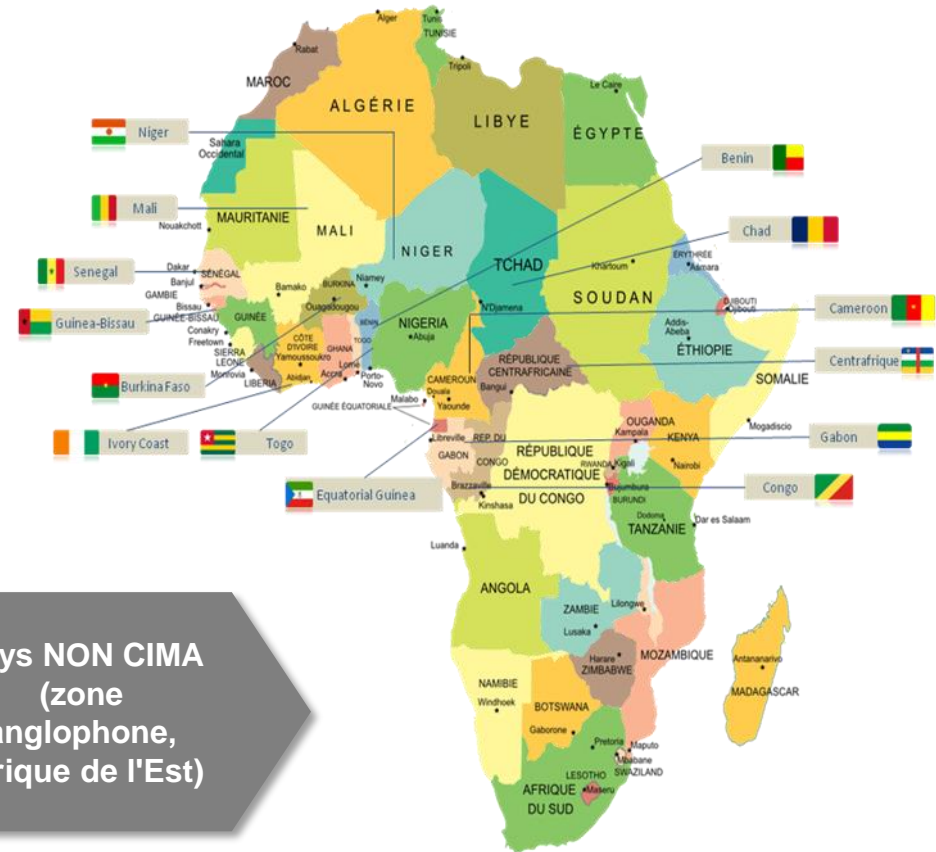 Alger
Tunis
TUNISIE
Rabat
Tripoli
MAROC
ALGÉRIE
LIBYE
Le Caire
ÉGYPTE
Niger
Sahara
Occidental
Benin
Mali
MAURITANIE
Nouakchott
MALI
NIGER
TCHAD
Chad
ÉRYTHRÉE
Asmara
Khartoum
Senegal
Dakar
SÉNÉGAL
Banjul
GAMBIE
Bissau
GUINÉE-BISSAU
Guinea-Bissau
Bamako
BURKINA
Niamey
Ouagadougou
N'Djamena
SOUDAN
DJIBOUTI
Djibouti
Cameroon
GUINÉE
Conakry
Freetown
SIERRA
LEONE
Monrovia
LIBERIA
CÔTE
D'IVOIRE
Yamoussoukro
Abidjan
GHANA
Accra
TOGO
Lomé
BENIN
Porto-
Novo
NIGERIA
Abuja
Addis-
Abeba
ÉTHIOPIE
RÉPUBLIQUE
CENTRAFRICAINE
Bangui
Centrafrique
SOMALIE
Burkina Faso
CAMEROUN
Douala
Yaounde
Malabo
GUINÉE ÉQUATORIALE
Ivory Coast
Togo
Libreville
GABON
REP. DU
CONGO
Brazzaville
Kinshasa
RÉPUBLIQUE
DÉMOCRATIQUE
DU CONGO
OUGANDA
Kampala
KENYA
Nairobi
Mogadiscio
Gabon
RWANDA
Kigali
Bujumbura
BURUNDI
Congo
Equatorial Guinea
Dodoma
Dar es Salaam
TANZANIE
Luanda
ANGOLA
ZAMBIE
Lusaka
Lilongwe
ys NON CIMA
(zone
anglophone,
rique de l'Est)
Harare
ZIMBABWE
MOZAMBIQUE
Antananarivo
MADAGASCAR
NAMIBIE
Windhoek
BOTSWANA
Gaborone
Pretoria
Maputo
Mbabane
SWAZILAND
LESOTHO
Maseru
AFRIQUE
DU SUD